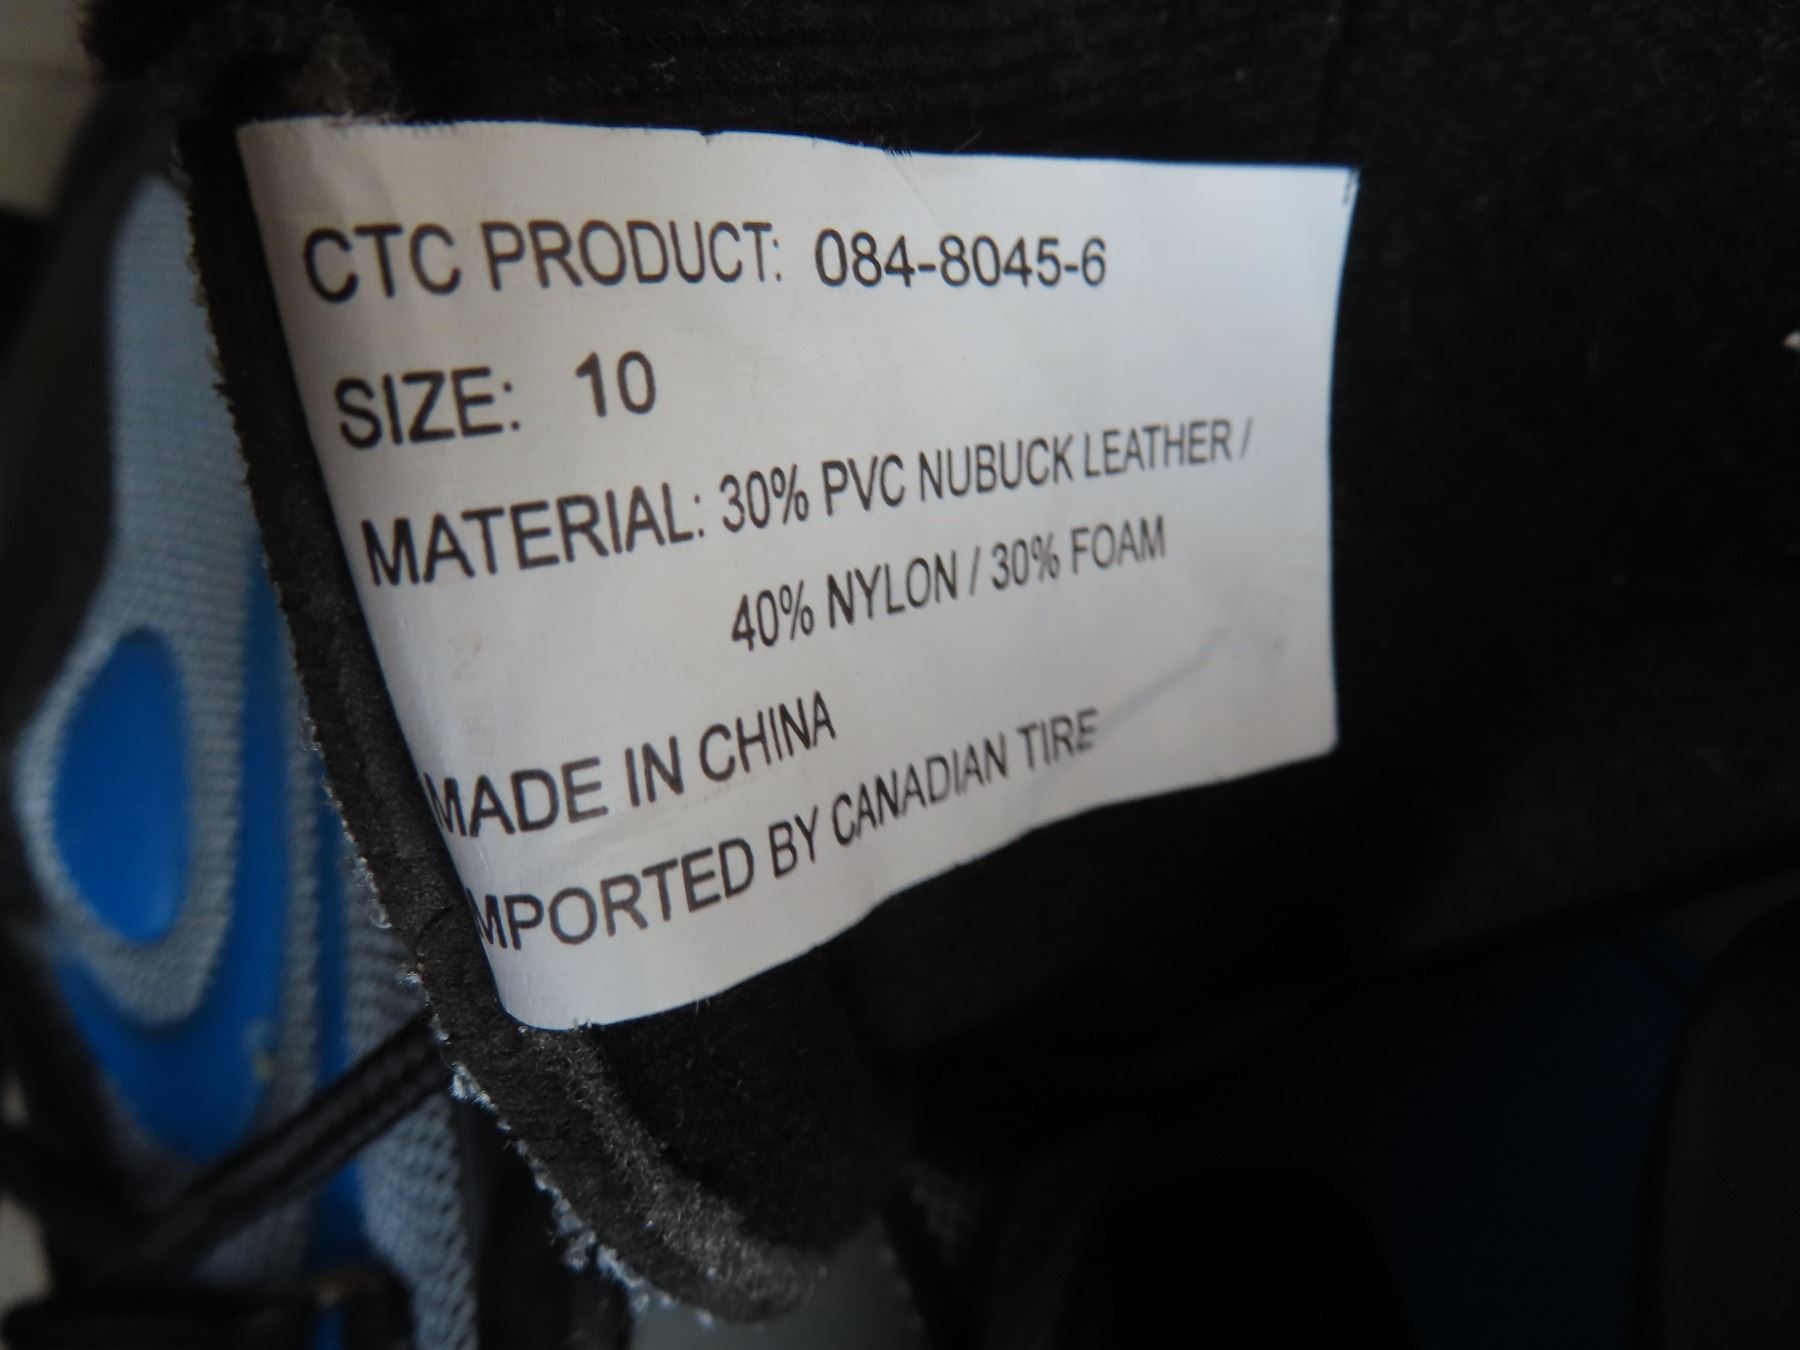 CTC PRODUCT: 084-8045-6
SIZE: 10
MATERIAL: 30% PVC NUBUCK LEATHER /
40% NYLON / 30% FOAM
MADE IN CHINA
IMPORTED BY CANADIAN TIRE